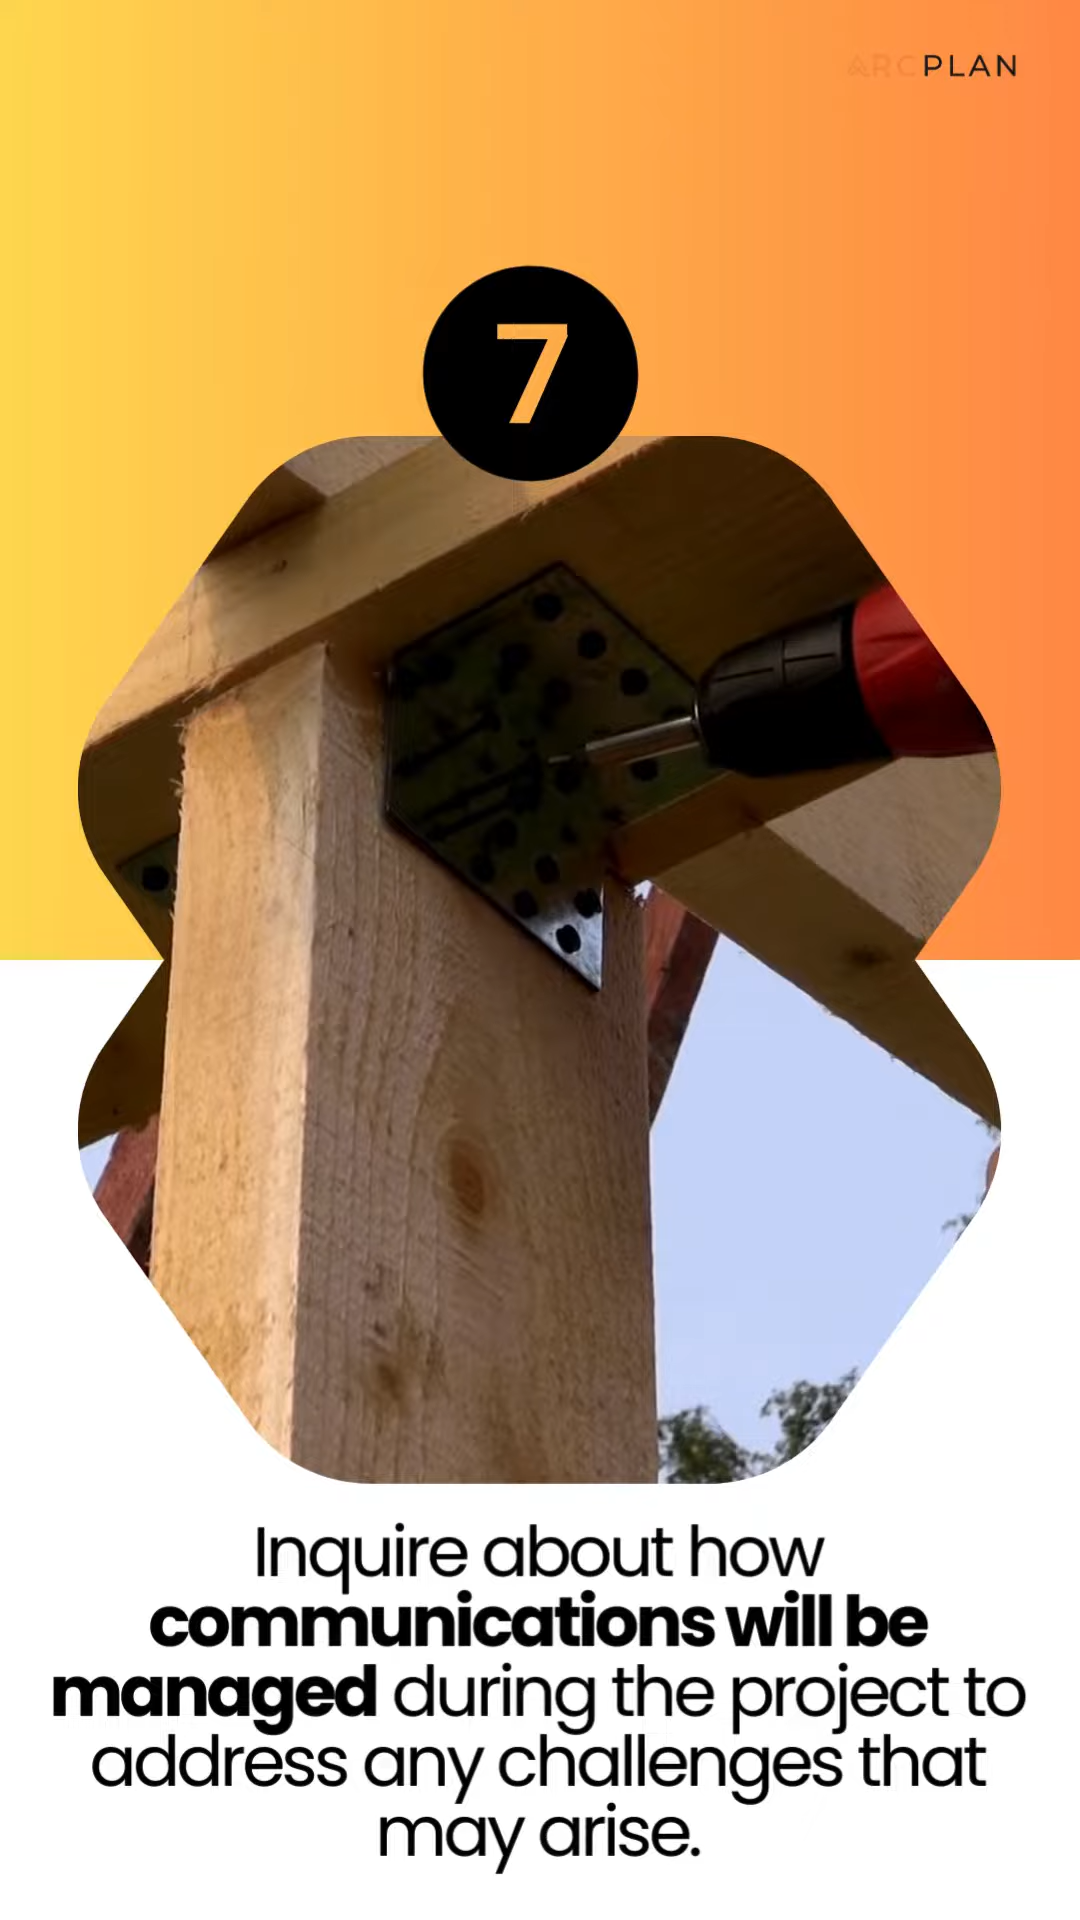 ARCPLAN
7
Inquire about how
communications will be
managed during the project to
address any challenges that
may arise.